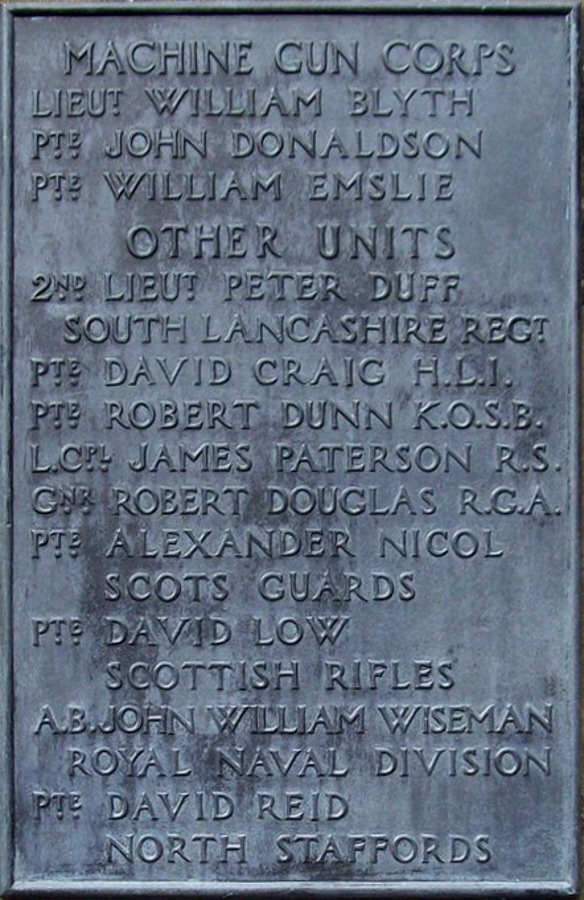 MACHINE GUN CORPS
LIEUT WILLIAM BLYTH
PTE JOHN DONALDSON
PTE WILLIAM EMSLIE
OTHER UNITS
2ND LIEUT PETER DUFF
SOUTH LANCASHIRE REGT
PTE DAVID CRAIG H.L.I.
PTE ROBERT DUNN K.O.S.B.
L.CPL JAMES PATERSON R.S.
GNR ROBERT DOUGLAS R.G.A.
PTE ALEXANDER NICOL
SCOTS GUARDS
PTE DAVID LOW
SCOTTISH RIFLES
A.B. JOHN WILLIAM WISEMAN
ROYAL NAVAL DIVISION
PTE DAVID REID
NORTH STAFFORDS